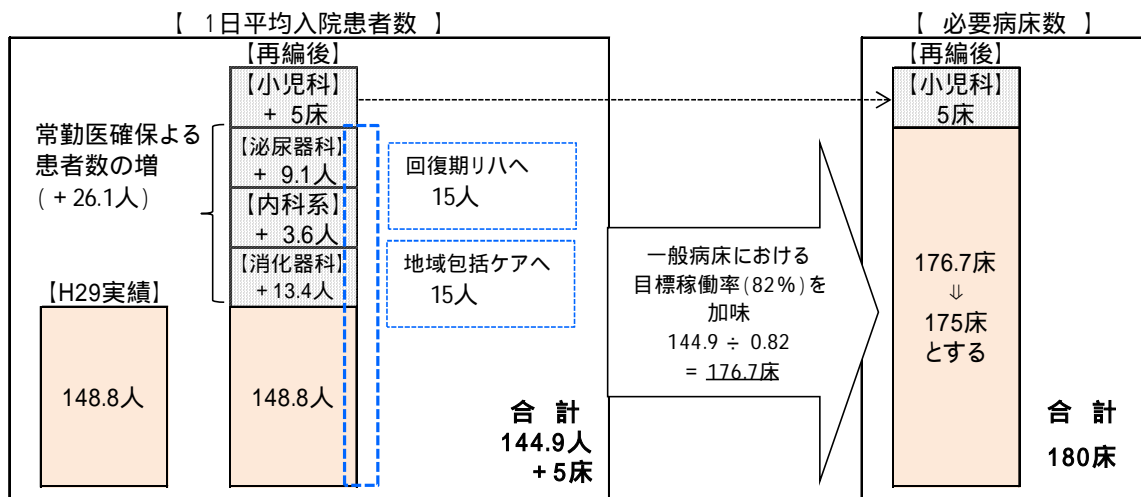 【 1日平均入院患者数 】
【再編後】
【小児科】
+ 5床
常勤医確保よる
患者数の増
( + 26.1人)
【泌尿器科】
+ 9.1人
【内科系】
+ 3.6人
【消化器科】
+13.4人
回復期リハへ
15人
地域包括ケアへ
15人
【H29実績】
148.8人
148.8人
合 計
144.9人
+ 5床
一般病床における
目標稼働率(82%)を
加味
144.9 ÷ 0.82
= 176.7床
【 必要病床数 】
【再編後】
【小児科】
5床
176.7床
⇓
175床
とする
合 計
180床